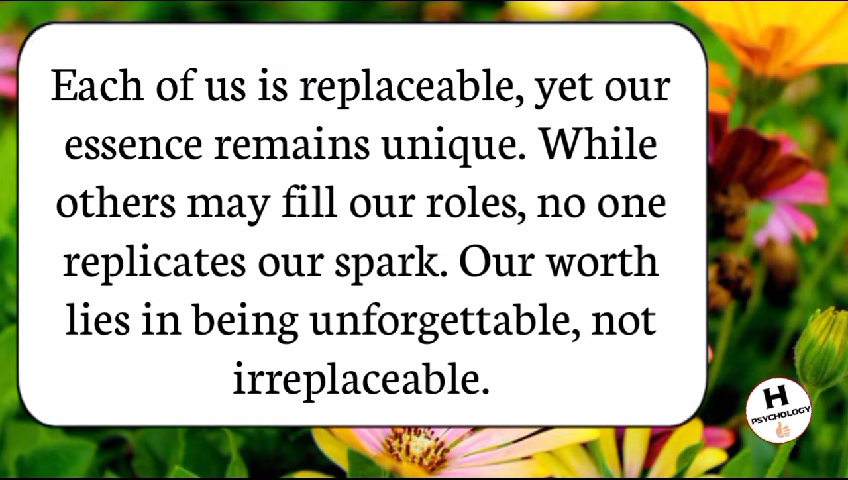 Each of us is replaceable, yet our
essence remains unique. While
others may fill our roles, no one
replicates our spark. Our worth
lies in being unforgettable, not
irreplaceable.
H
PSYCHOLOGY